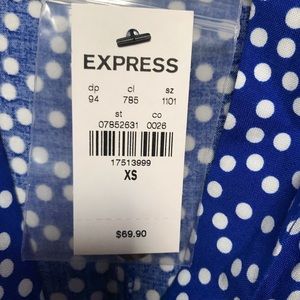 EXPRESS
dp cl sz
94 785 1101
st co
07852631 0026
17513999
XS
$69.90